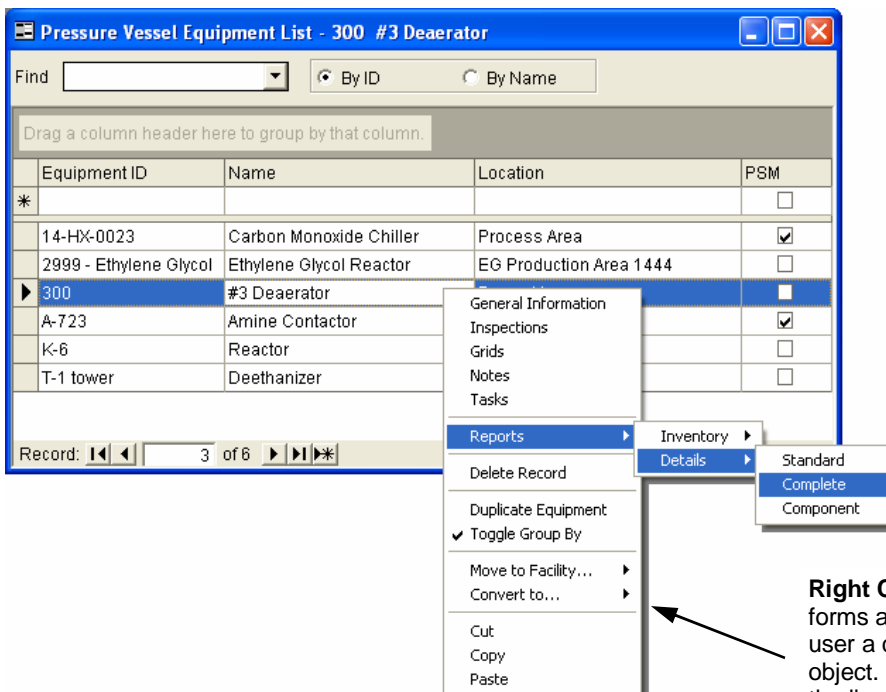 Pressure Vessel Equipment List - 300 #3 Deaerator
Find By ID By Name
Drag a column header here to group by that column.
Equipment ID Name Location PSM
14-HX-0023 Carbon Monoxide Chiller Process Area
2999 - Ethylene Glycol Ethylene Glycol Reactor EG Production Area 1444
300 #3 Deaerator
A-723 Amine Contactor
K-6 Reactor
T-1 tower Deethanizer
Record: 3 of 6
General Information
Inspections
Grids
Notes
Tasks
Reports
Delete Record
Duplicate Equipment
Toggle Group By
Move to Facility...
Convert to...
Cut
Copy
Paste
Inventory
Details
Standard
Complete
Component
Right
forms
user a
object.